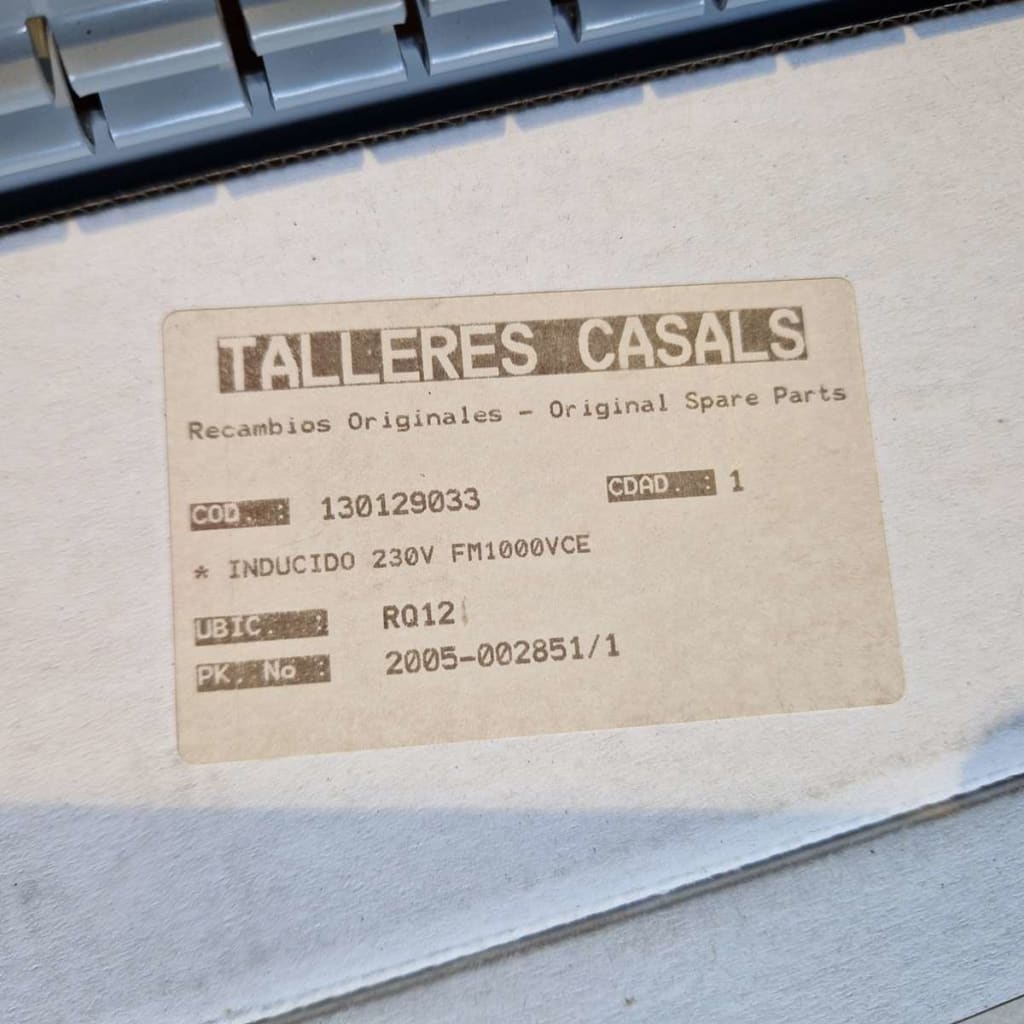 TALLERES CASALS
Recambios Originales - Original Spare Parts
COD. .: 130129033 CDAD. .: 1
* INDUCIDO 230V FM1000VCE
UBIC. .: RQ12
PK. No .: 2005-002851/1